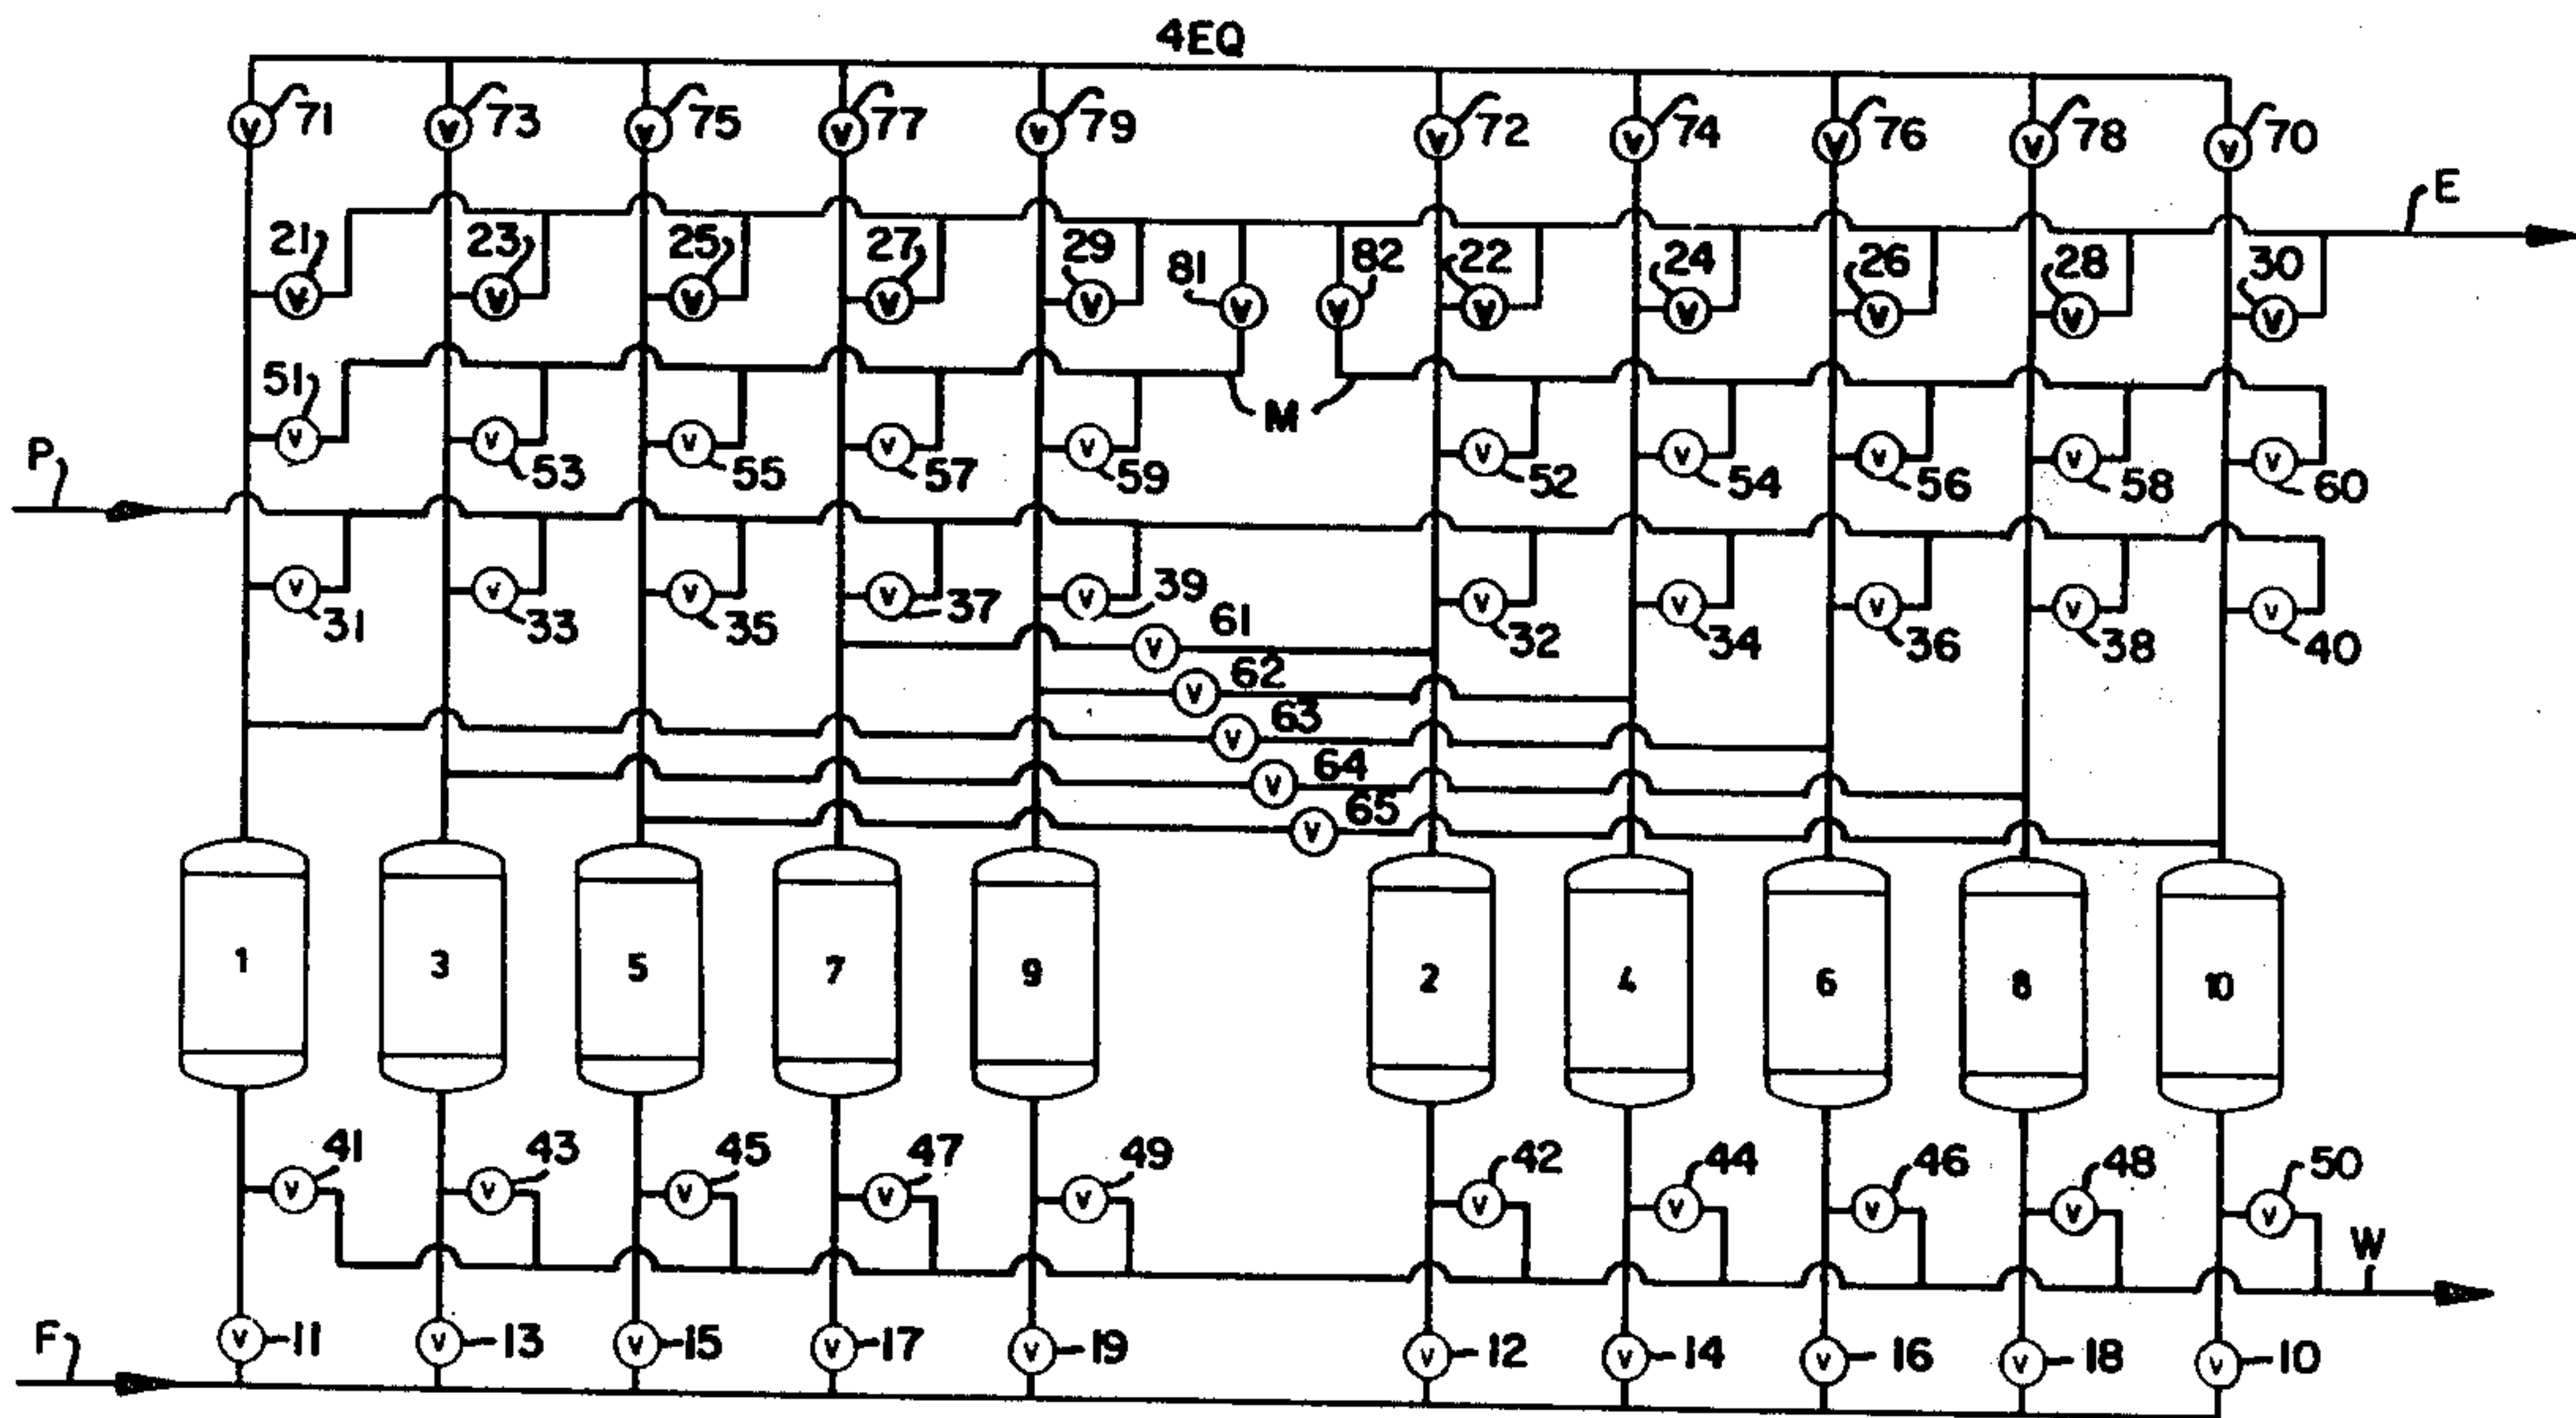 4EQ
71 73 75 77 79 72 74 76 78 70
V V V V V V V V V V
E
21 23 25 27 29 81 82 22 24 26 28 30
V V V V V V V V V V V V
51
M
V V V V V V V V V V
P
53 55 57 59 52 54 56 58 60
V V V V V V V V V V
31 33 35 37 39 32 34 36 38 40
61
V
62
V
63
V
64
V
65
V
1 3 5 7 9 2 4 6 8 10
41 43 45 47 49 42 44 46 48 50
V V V V V V V V V V
W
F
V 11 V 13 V 15 V 17 V 19 V 12 V 14 V 16 V 18 V 10